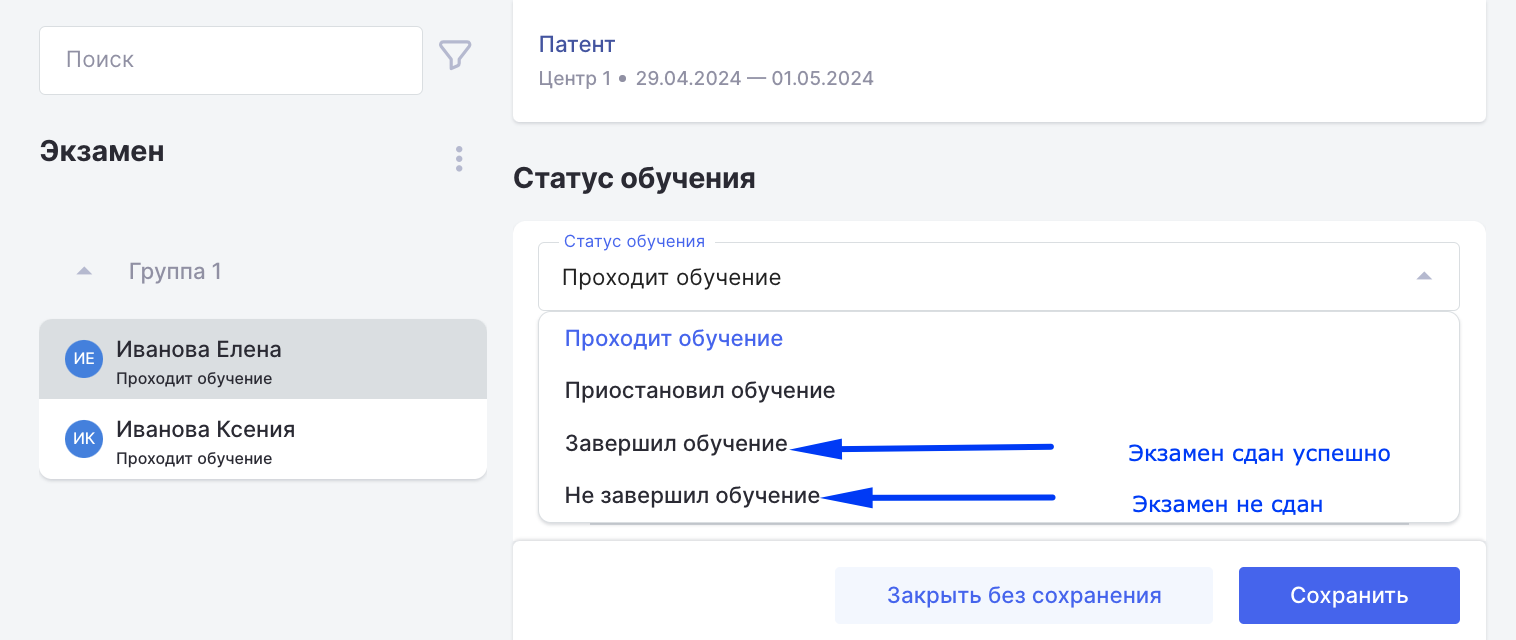 Поиск
Экзамен
Группа 1
ИЕ
Иванова Елена
Проходит обучение
ИК
Иванова Ксения
Проходит обучение
Патент
Центр 1 • 29.04.2024 — 01.05.2024
Статус обучения
Статус обучения
Проходит обучение
Проходит обучение
Приостановил обучение
Завершил обучение
Экзамен сдан успешно
Не завершил обучение
Экзамен не сдан
Закрыть без сохранения
Сохранить